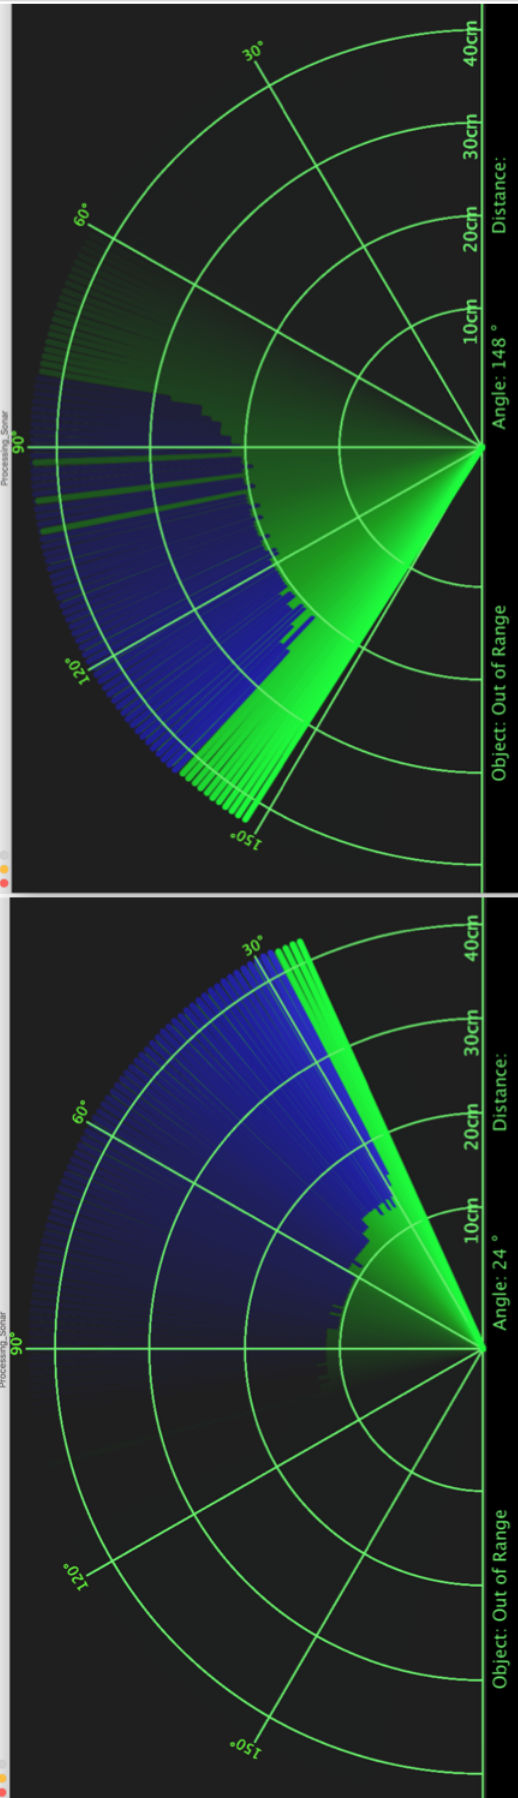 Processing_Sonar
90°
120°
60°
150°
30°
10cm 20cm 30cm 40cm
Object: Out of Range Angle: 24 ° Distance:
Processing_Sonar
90°
120°
60°
150°
30°
10cm 20cm 30cm 40cm
Object: Out of Range Angle: 148 ° Distance: